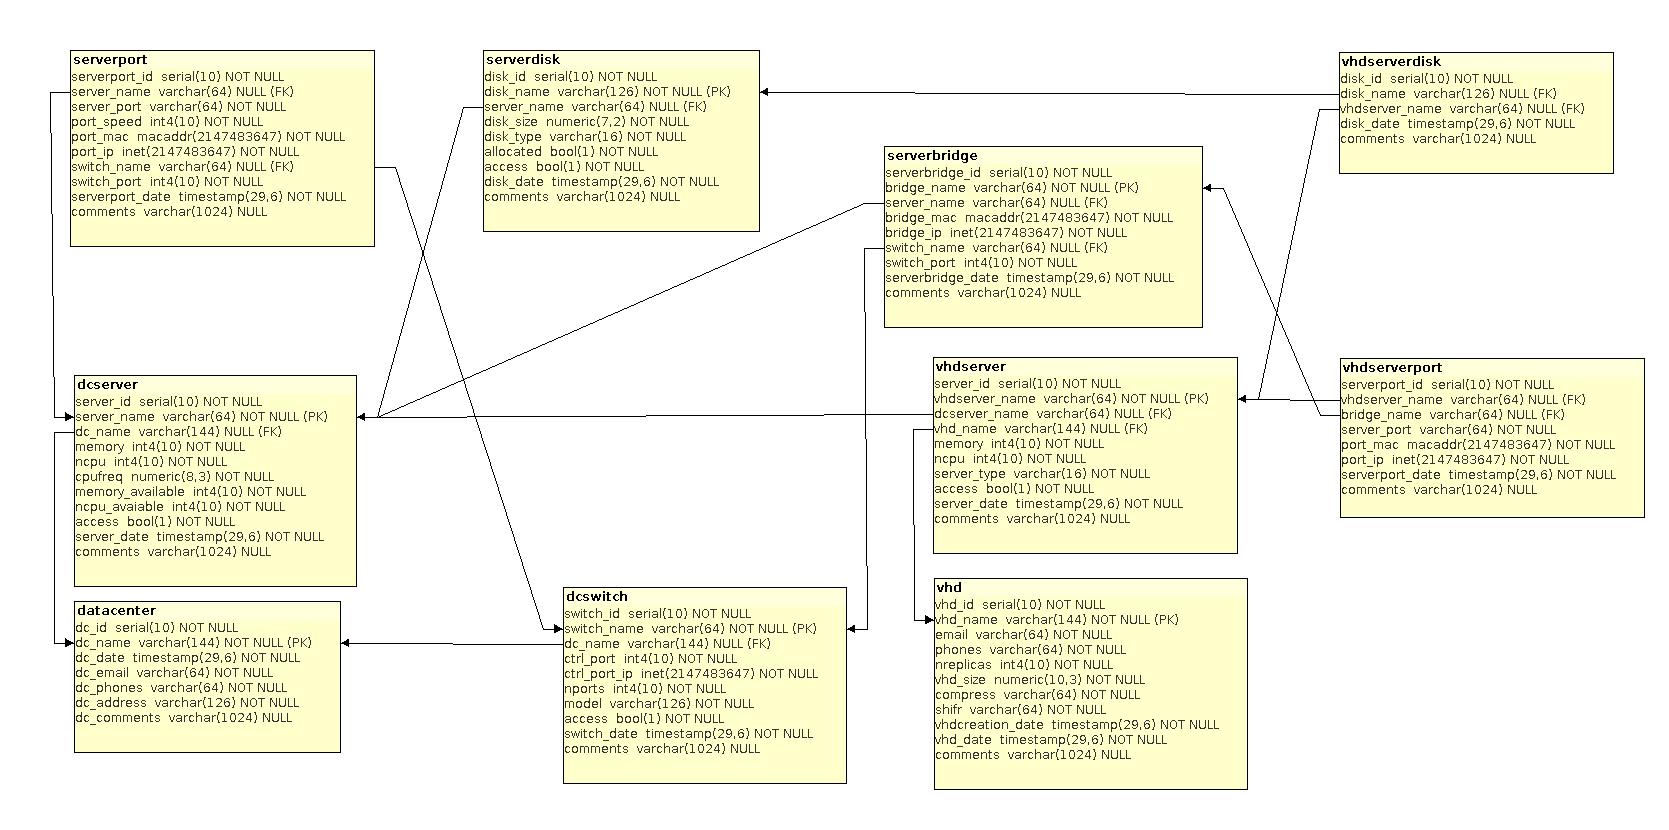 serverport
serverport_id serial(10) NOT NULL
server_name varchar(64) NULL (FK)
server_port varchar(64) NOT NULL
port_speed int4(10) NOT NULL
port_mac macaddr(2147483647) NOT NULL
port_ip inet(2147483647) NOT NULL
switch_name varchar(64) NULL (FK)
switch_port int4(10) NOT NULL
serverport_date timestamp(29,6) NOT NULL
comments varchar(1024) NULL
serverdisk
disk_id serial(10) NOT NULL
disk_name varchar(126) NOT NULL (PK)
server_name varchar(64) NULL (FK)
disk_size numeric(7,2) NOT NULL
disk_type varchar(16) NOT NULL
allocated bool(1) NOT NULL
access bool(1) NOT NULL
disk_date timestamp(29,6) NOT NULL
comments varchar(1024) NULL
vhdserverdisk
disk_id serial(10) NOT NULL
disk_name varchar(126) NULL (FK)
vhdserver_name varchar(64) NULL (FK)
disk_date timestamp(29,6) NOT NULL
comments varchar(1024) NULL
serverbridge
serverbridge_id serial(10) NOT NULL
bridge_name varchar(64) NOT NULL (PK)
server_name varchar(64) NULL (FK)
bridge_mac macaddr(2147483647) NOT NULL
bridge_ip inet(2147483647) NOT NULL
switch_name varchar(64) NULL (FK)
switch_port int4(10) NOT NULL
serverbridge_date timestamp(29,6) NOT NULL
comments varchar(1024) NULL
dcserver
server_id serial(10) NOT NULL
server_name varchar(64) NOT NULL (PK)
dc_name varchar(144) NULL (FK)
memory int4(10) NOT NULL
ncpu int4(10) NOT NULL
cpufreq numeric(8,3) NOT NULL
memory_available int4(10) NOT NULL
ncpu_avaiable int4(10) NOT NULL
access bool(1) NOT NULL
server_date timestamp(29,6) NOT NULL
comments varchar(1024) NULL
vhdserver
server_id serial(10) NOT NULL
vhdserver_name varchar(64) NOT NULL (PK)
dcserver_name varchar(64) NULL (FK)
vhd_name varchar(144) NULL (FK)
memory int4(10) NOT NULL
ncpu int4(10) NOT NULL
server_type varchar(16) NOT NULL
access bool(1) NOT NULL
server_date timestamp(29,6) NOT NULL
comments varchar(1024) NULL
vhdserverport
serverport_id serial(10) NOT NULL
vhdserver_name varchar(64) NULL (FK)
bridge_name varchar(64) NULL (FK)
server_port varchar(64) NOT NULL
port_mac macaddr(2147483647) NOT NULL
port_ip inet(2147483647) NOT NULL
serverport_date timestamp(29,6) NOT NULL
comments varchar(1024) NULL
datacenter
dc_id serial(10) NOT NULL
dc_name varchar(144) NOT NULL (PK)
dc_date timestamp(29,6) NOT NULL
dc_email varchar(64) NOT NULL
dc_phones varchar(64) NOT NULL
dc_address varchar(126) NOT NULL
dc_comments varchar(1024) NULL
dcswitch
switch_id serial(10) NOT NULL
switch_name varchar(64) NOT NULL (PK)
dc_name varchar(144) NULL (FK)
ctrl_port int4(10) NOT NULL
ctrl_port_ip inet(2147483647) NOT NULL
nports int4(10) NOT NULL
model varchar(126) NOT NULL
access bool(1) NOT NULL
switch_date timestamp(29,6) NOT NULL
comments varchar(1024) NULL
vhd
vhd_id serial(10) NOT NULL
vhd_name varchar(144) NOT NULL (PK)
email varchar(64) NOT NULL
phones varchar(64) NOT NULL
nreplicas int4(10) NOT NULL
vhd_size numeric(10,3) NOT NULL
compress varchar(64) NOT NULL
shifr varchar(64) NOT NULL
vhdcreation_date timestamp(29,6) NOT NULL
vhd_date timestamp(29,6) NOT NULL
comments varchar(1024) NULL